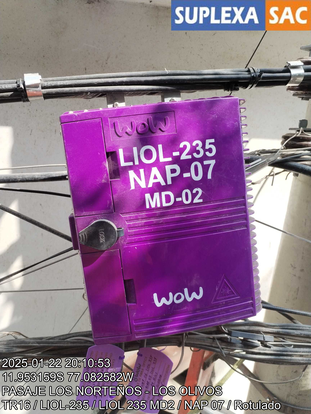 SUPLEXA SAC
WOW
LIOL-235
NAP-07
MD-02
WOW
2025-01-22 20:10:53
11.953159S 77.082582W
PASAJE LOS NORTEÑOS - LOS OLIVOS
TR16 / LIOL-235 / LIOL 235 MD2 / NAP 07 / Rotulado